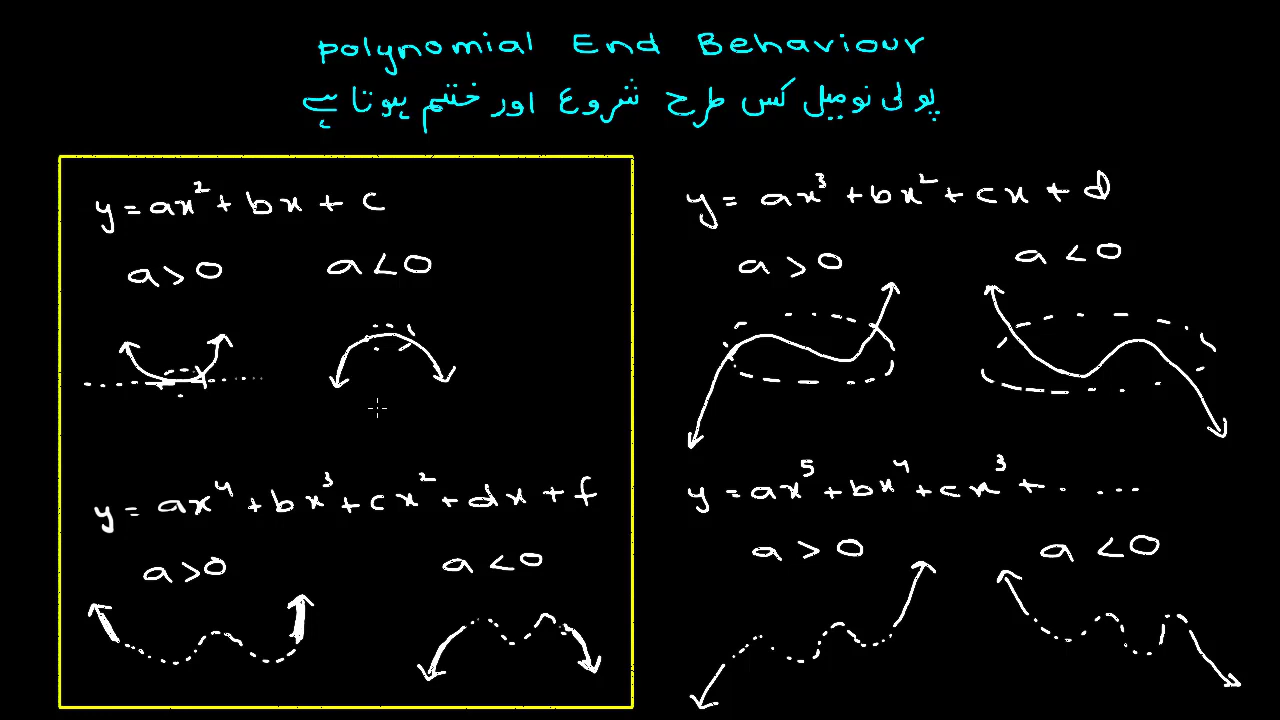 Polynomial End Behaviour
پولی نومیل کس طرح شروع اور ختم ہوتا ہے
y = ax² + bx + c
a > 0 a < 0
y = ax⁴ + bx³ + cx² + dx + f
a > 0 a < 0
y = ax³ + bx² + cx + d
a > 0 a < 0
y = ax⁵ + bx⁴ + cx³ + . ...
a > 0 a < 0